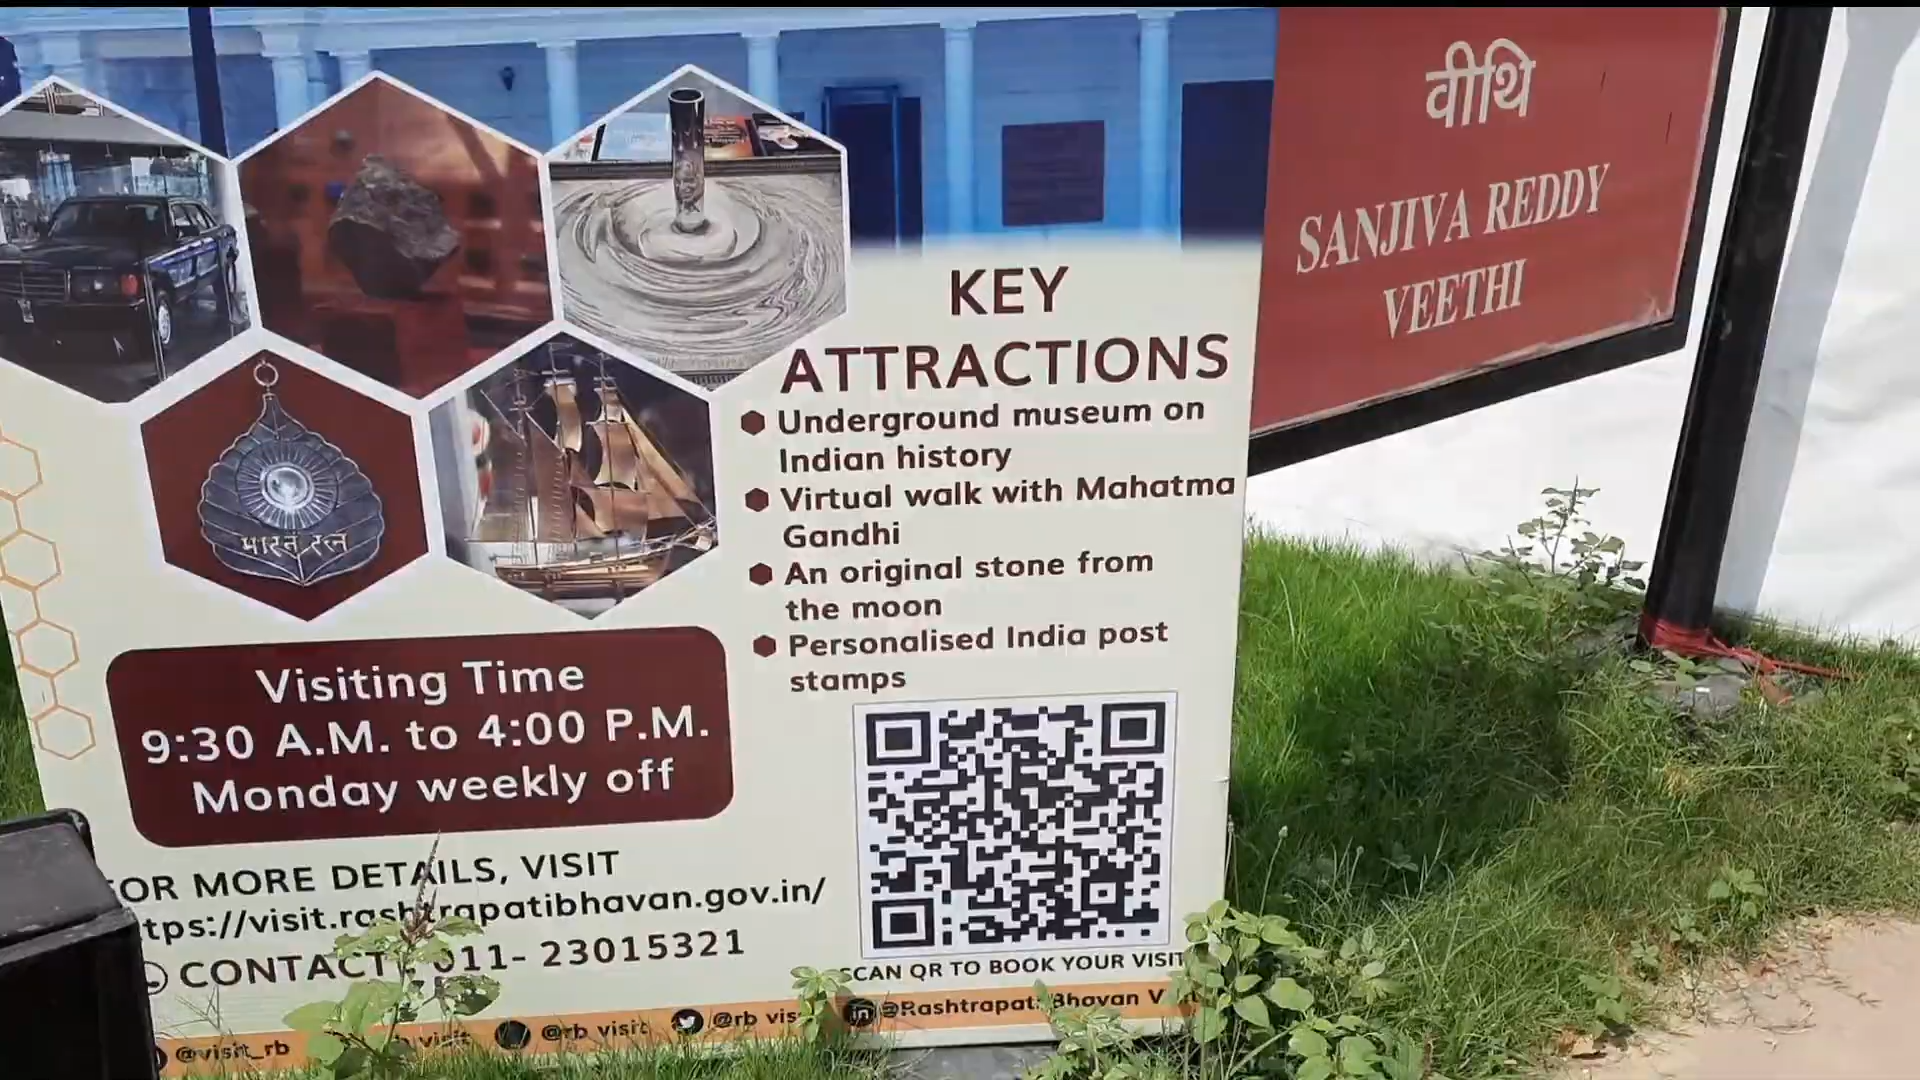 वीथि
SANJIVA REDDY
VEETHI
KEY
ATTRACTIONS
Underground museum on
Indian history
Virtual walk with Mahatma
Gandhi
An original stone from
the moon
Personalised India post
stamps
भारत रत्न
Visiting Time
9:30 A.M. to 4:00 P.M.
Monday weekly off
FOR MORE DETAILS, VISIT
https://visit.rashtrapatibhavan.gov.in/
CONTACT: 011- 23015321
SCAN QR TO BOOK YOUR VISIT
@visit_rb
@rb visit
@rb visit
@Rashtrapati Bhavan Visit